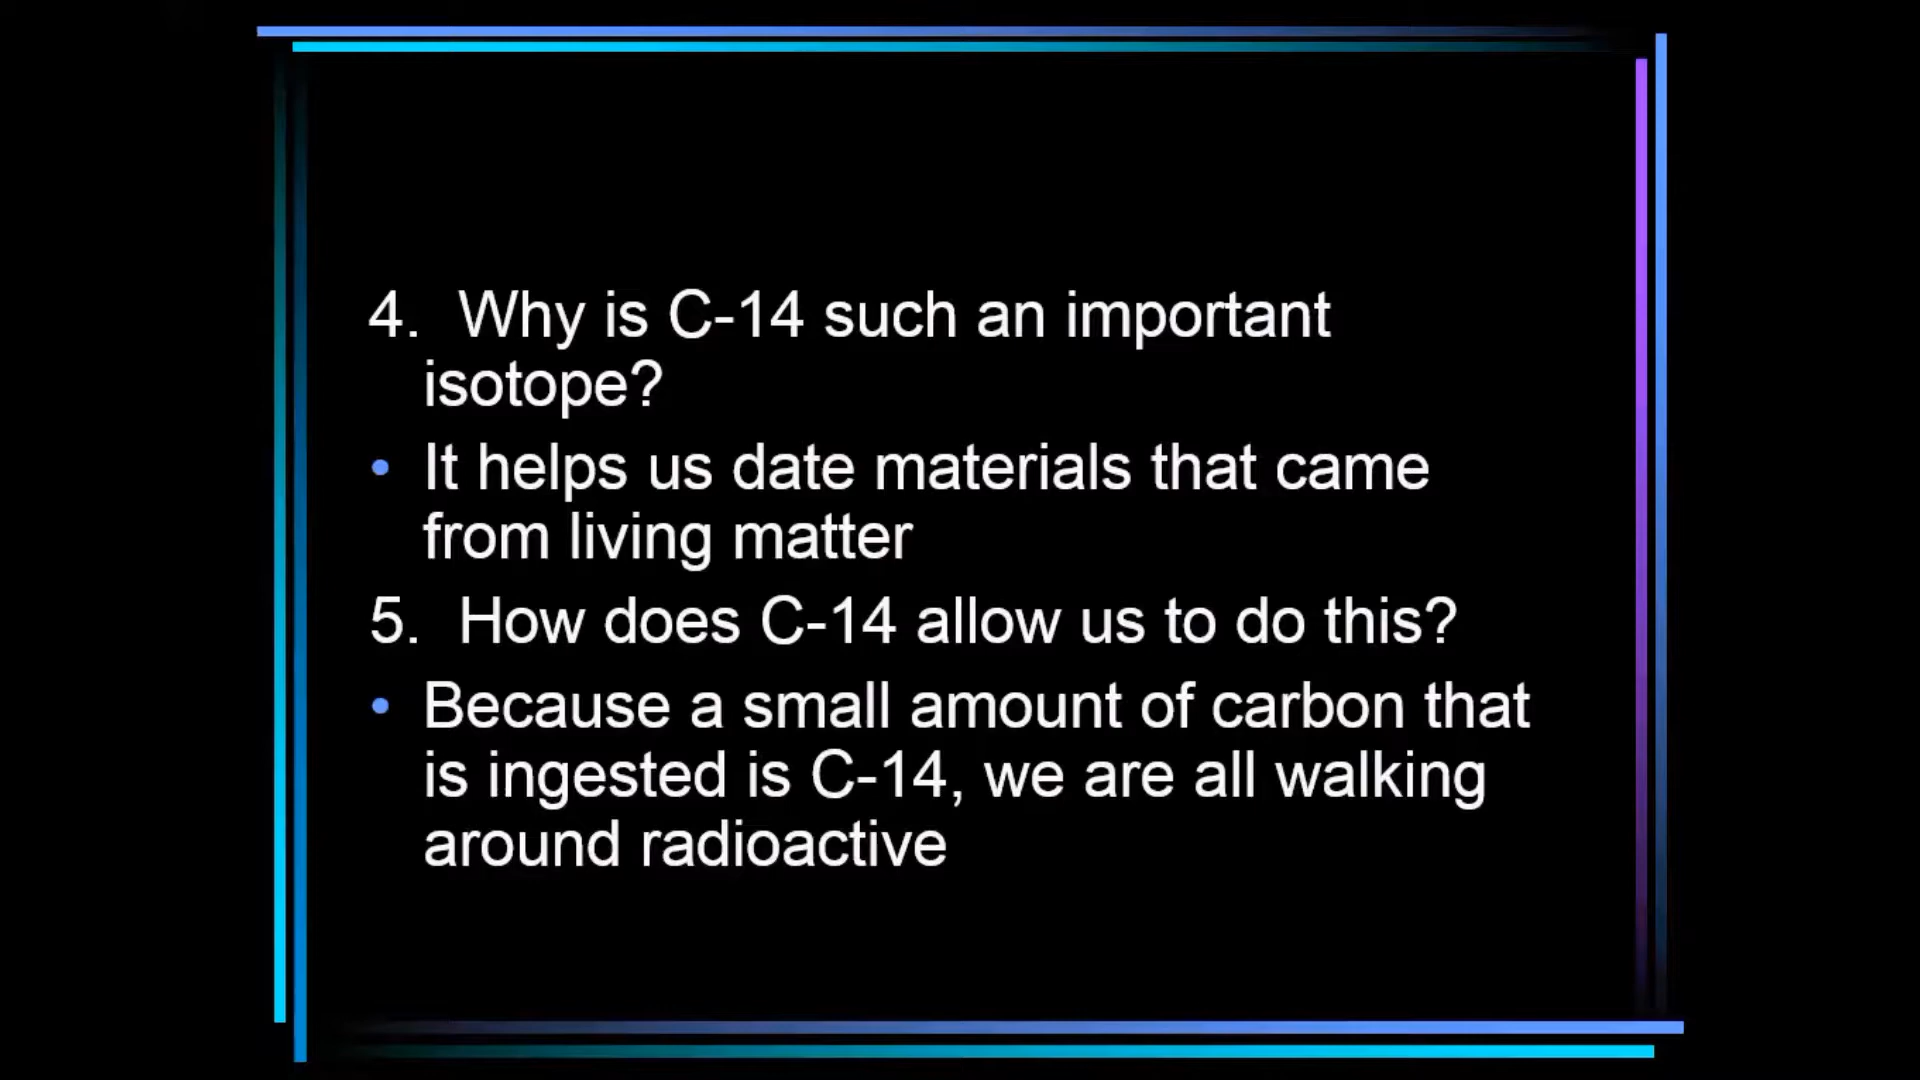 4. Why is C-14 such an important
isotope?
• It helps us date materials that came
from living matter
5. How does C-14 allow us to do this?
• Because a small amount of carbon that
is ingested is C-14, we are all walking
around radioactive